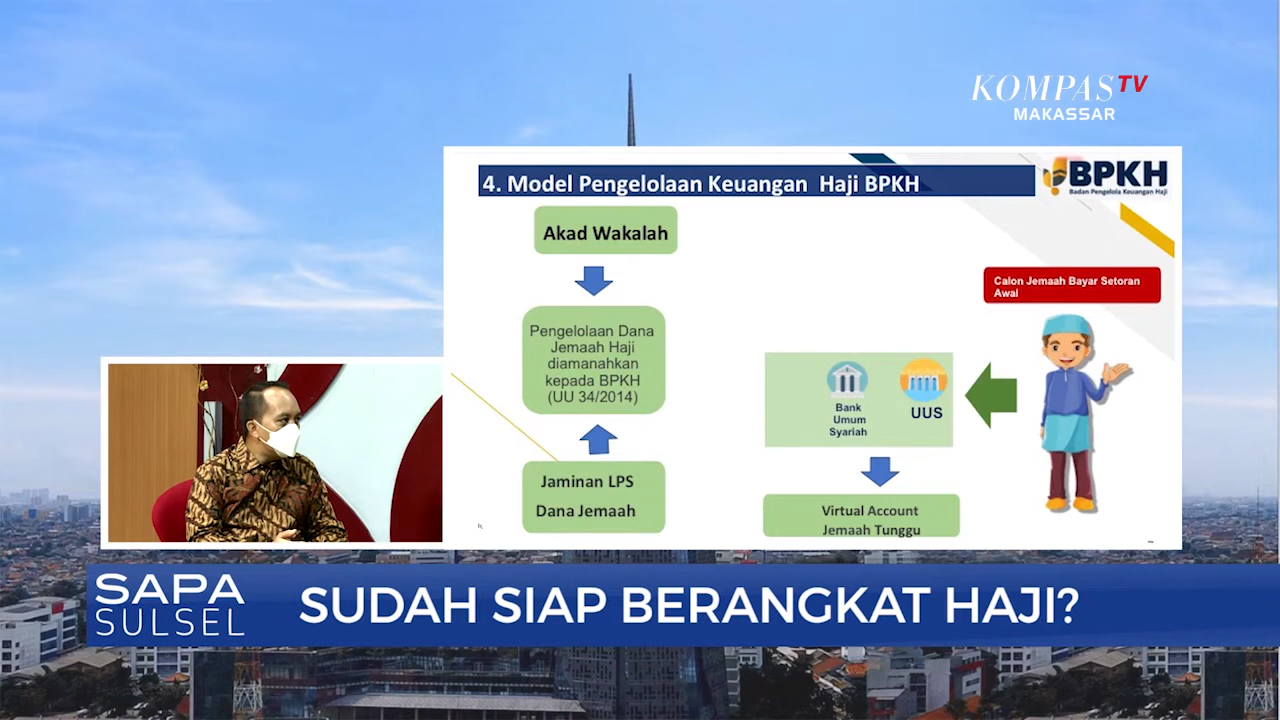 KOMPAS TV
MAKASSAR
4. Model Pengelolaan Keuangan Haji BPKH
BPKH
Badan Pengelola Keuangan Haji
Akad Wakalah
Pengelolaan Dana
Jemaah Haji
diamanahkan
kepada BPKH
(UU 34/2014)
Jaminan LPS
Dana Jemaah
Calon Jemaah Bayar Setoran
Awal
Bank
Umum
Syariah
UUS
Virtual Account
Jemaah Tunggu
SAPA
SULSEL
SUDAH SIAP BERANGKAT HAJI?